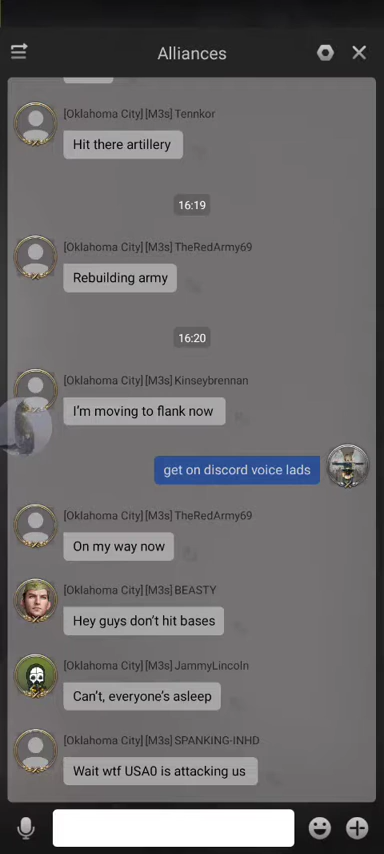 Alliances
[Oklahoma City][M3s]Tennkor
Hit there artillery
16:19
[Oklahoma City][M3s]TheRedArmy69
Rebuilding army
16:20
[Oklahoma City][M3s]Kinseybrennan
I'm moving to flank now
get on discord voice lads
[Oklahoma City][M3s]TheRedArmy69
On my way now
[Oklahoma City][M3s]BEASTY
Hey guys don't hit bases
[Oklahoma City][M3s]JammyLincoln
Can't, everyone's asleep
[Oklahoma City][M3s]SPANKING-INHD
Wait wtf USA0 is attacking us